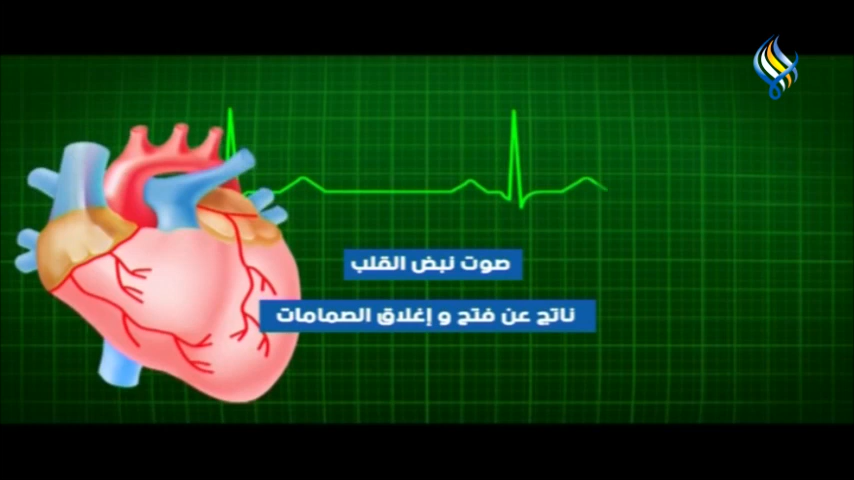 صوت نبض القلب
ناتج عن فتح و إغلاق الصمامات